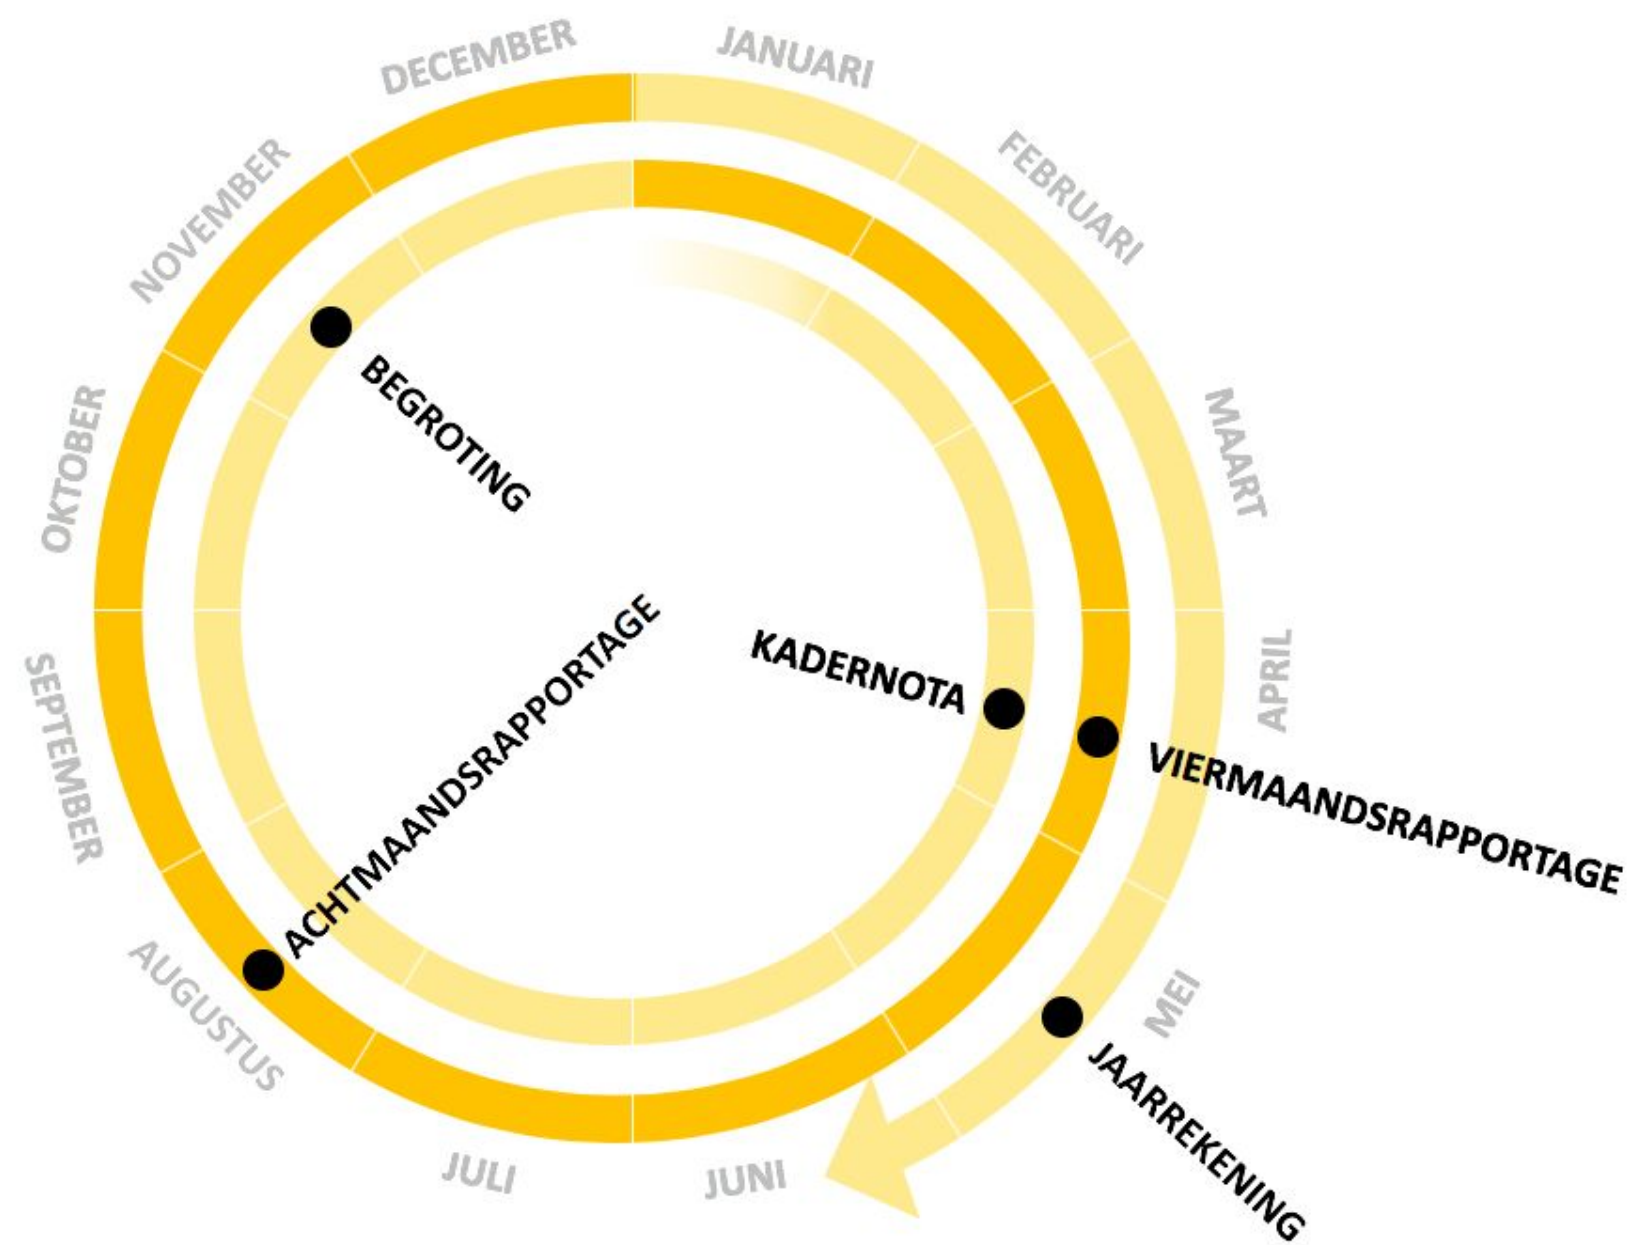 JANUARI
FEBRUARI
MAART
APRIL
MEI
JUNI
JULI
AUGUSTUS
SEPTEMBER
OKTOBER
NOVEMBER
DECEMBER
BEGROTING
ACHTMAANDSRAPPORTAGE
KADERNOTA
VIERMAANDSRAPPORTAGE
JAARREKENING